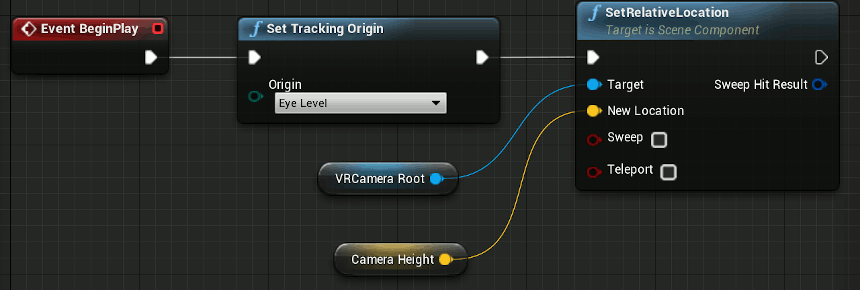 Event BeginPlay
Set Tracking Origin
Origin
Eye Level
SetRelativeLocation
Target is Scene Component
Target
Sweep Hit Result
New Location
Sweep
Teleport
VRCamera Root
Camera Height